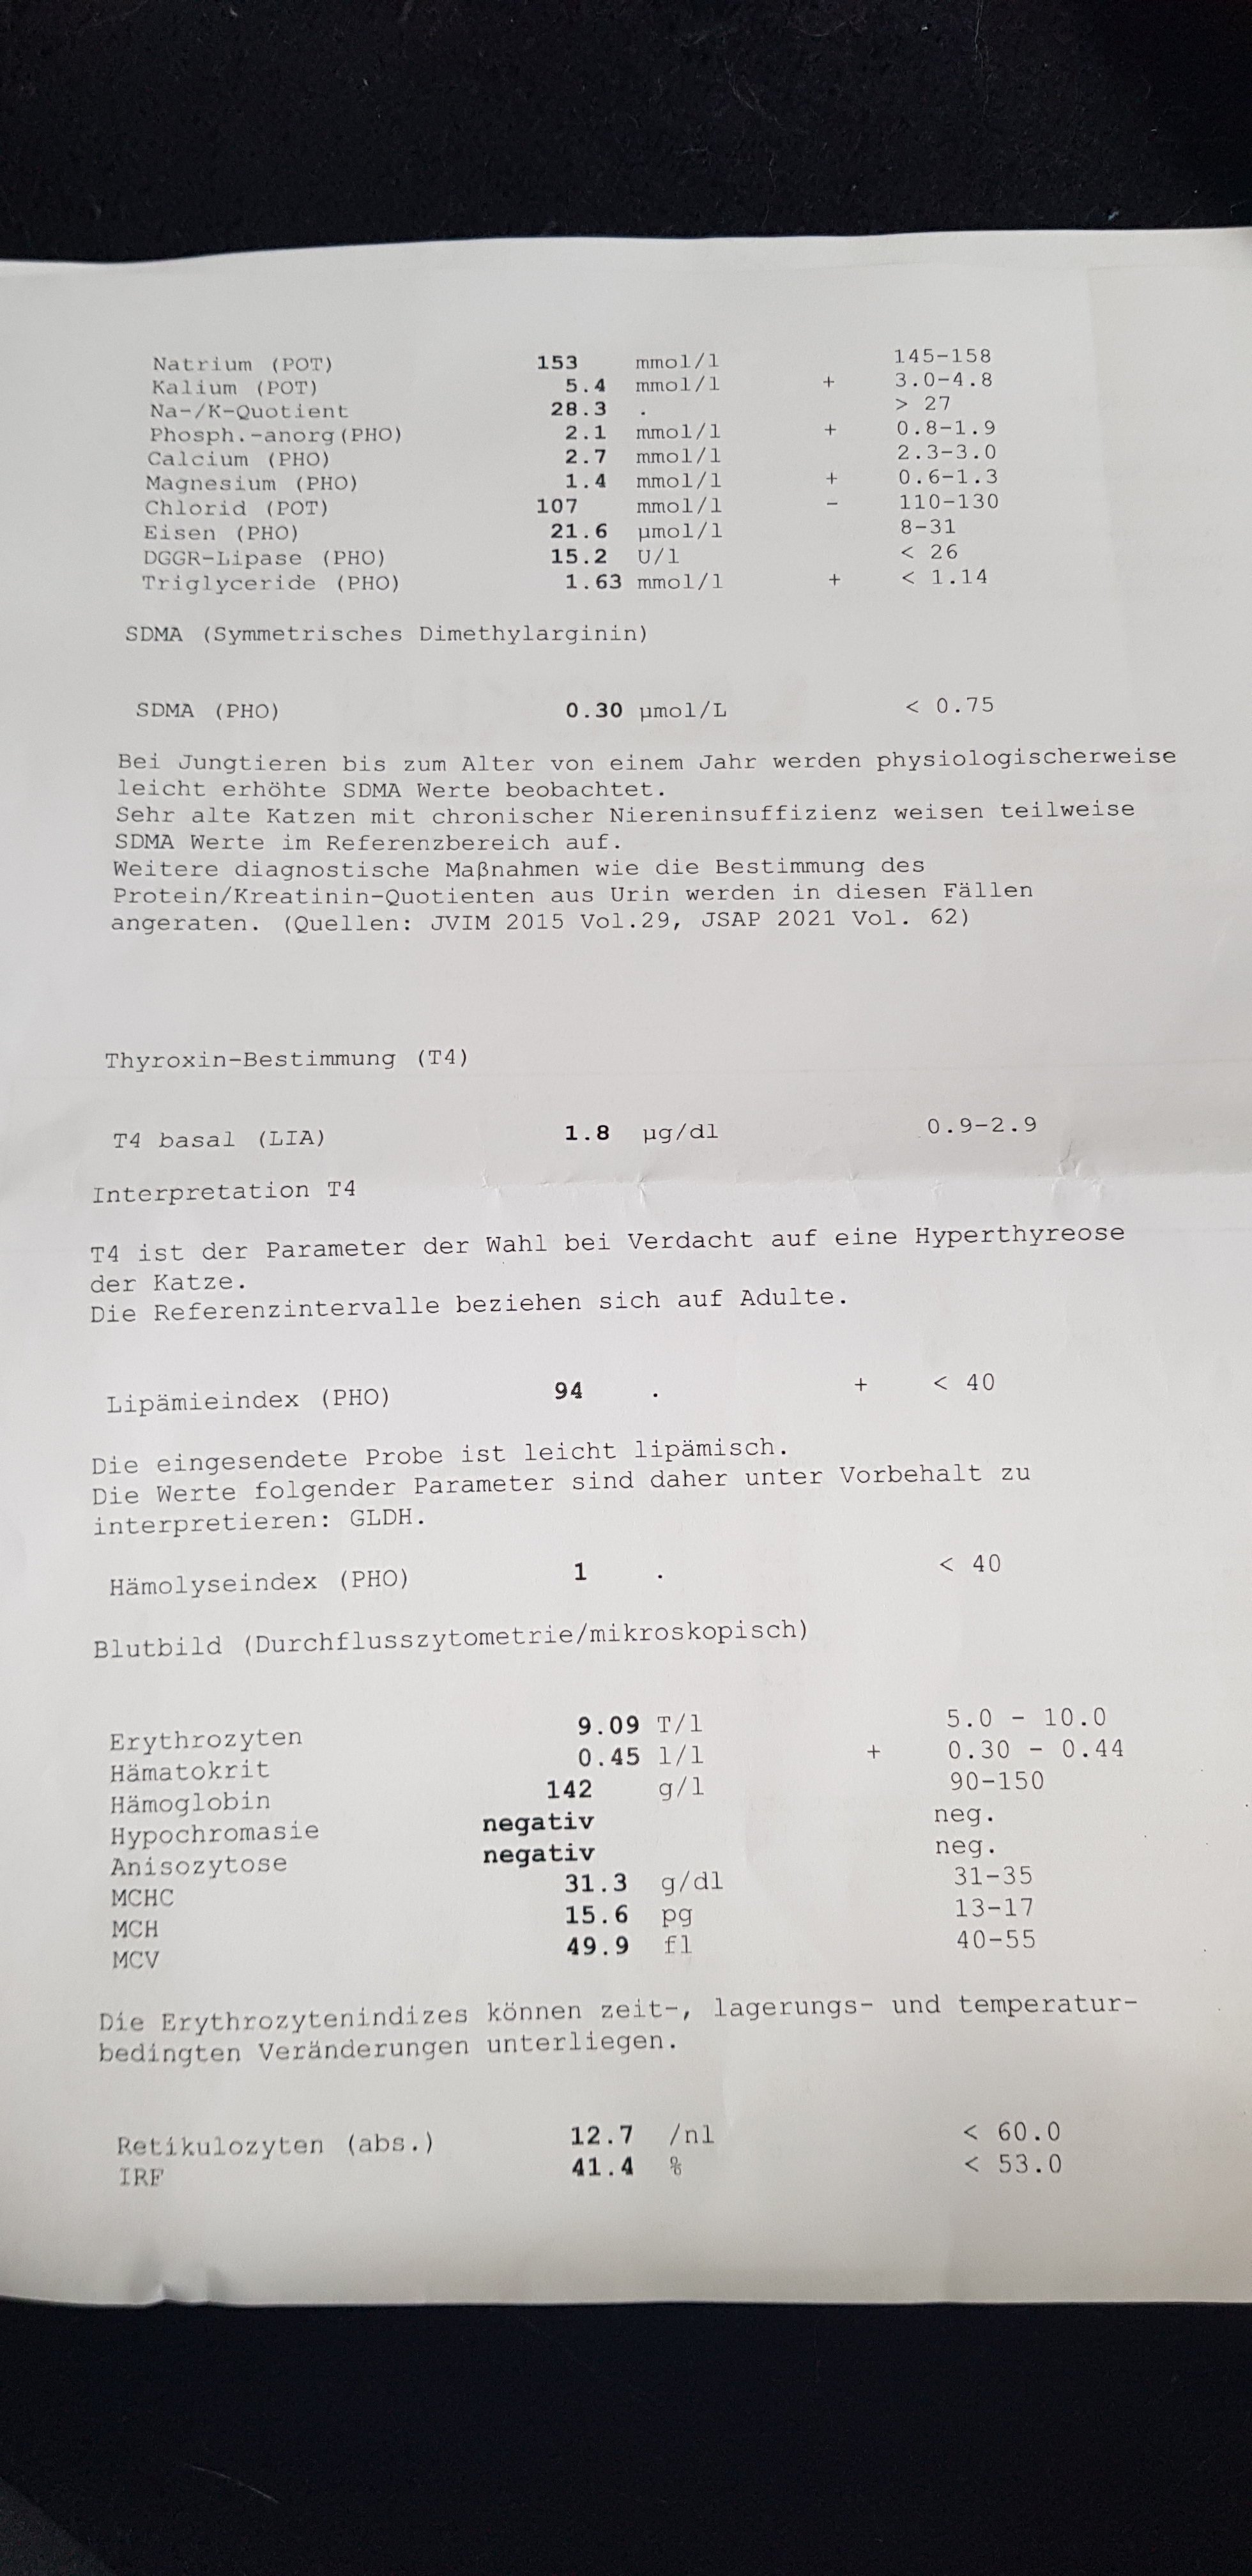 Natrium (POT) 153 mmol/l 145-158
Kalium (POT) 5.4 mmol/l + 3.0-4.8
Na-/K-Quotient 28.3 . > 27
Phosph.-anorg(PHO) 2.1 mmol/l + 0.8-1.9
Calcium (PHO) 2.7 mmol/l 2.3-3.0
Magnesium (PHO) 1.4 mmol/l + 0.6-1.3
Chlorid (POT) 107 mmol/l - 110-130
Eisen (PHO) 21.6 µmol/l 8-31
DGGR-Lipase (PHO) 15.2 U/l < 26
Triglyceride (PHO) 1.63 mmol/l + < 1.14
SDMA (Symmetrisches Dimethylarginin)
SDMA (PHO) 0.30 µmol/L < 0.75
Bei Jungtieren bis zum Alter von einem Jahr werden physiologischerweise
leicht erhöhte SDMA Werte beobachtet.
Sehr alte Katzen mit chronischer Niereninsuffizienz weisen teilweise
SDMA Werte im Referenzbereich auf.
Weitere diagnostische Maßnahmen wie die Bestimmung des
Protein/Kreatinin-Quotienten aus Urin werden in diesen Fällen
angeraten. (Quellen: JVIM 2015 Vol.29, JSAP 2021 Vol. 62)
Thyroxin-Bestimmung (T4)
T4 basal (LIA) 1.8 µg/dl 0.9-2.9
Interpretation T4
T4 ist der Parameter der Wahl bei Verdacht auf eine Hyperthyreose
der Katze.
Die Referenzintervalle beziehen sich auf Adulte.
Lipämieindex (PHO) 94 . + < 40
Die eingesendete Probe ist leicht lipämisch.
Die Werte folgender Parameter sind daher unter Vorbehalt zu
interpretieren: GLDH.
Hämolyseindex (PHO) 1 . < 40
Blutbild (Durchflusszytometrie/mikroskopisch)
Erythrozyten 9.09 T/l 5.0 - 10.0
Hämatokrit 0.45 l/l + 0.30 - 0.44
Hämoglobin 142 g/l 90-150
Hypochromasie negativ neg.
Anisozytose negativ neg.
MCHC 31.3 g/dl 31-35
MCH 15.6 pg 13-17
MCV 49.9 fl 40-55
Die Erythrozytenindizes können zeit-, lagerungs- und temperatur-
bedingten Veränderungen unterliegen.
Retikulozyten (abs.) 12.7 /nl < 60.0
IRF 41.4 % < 53.0